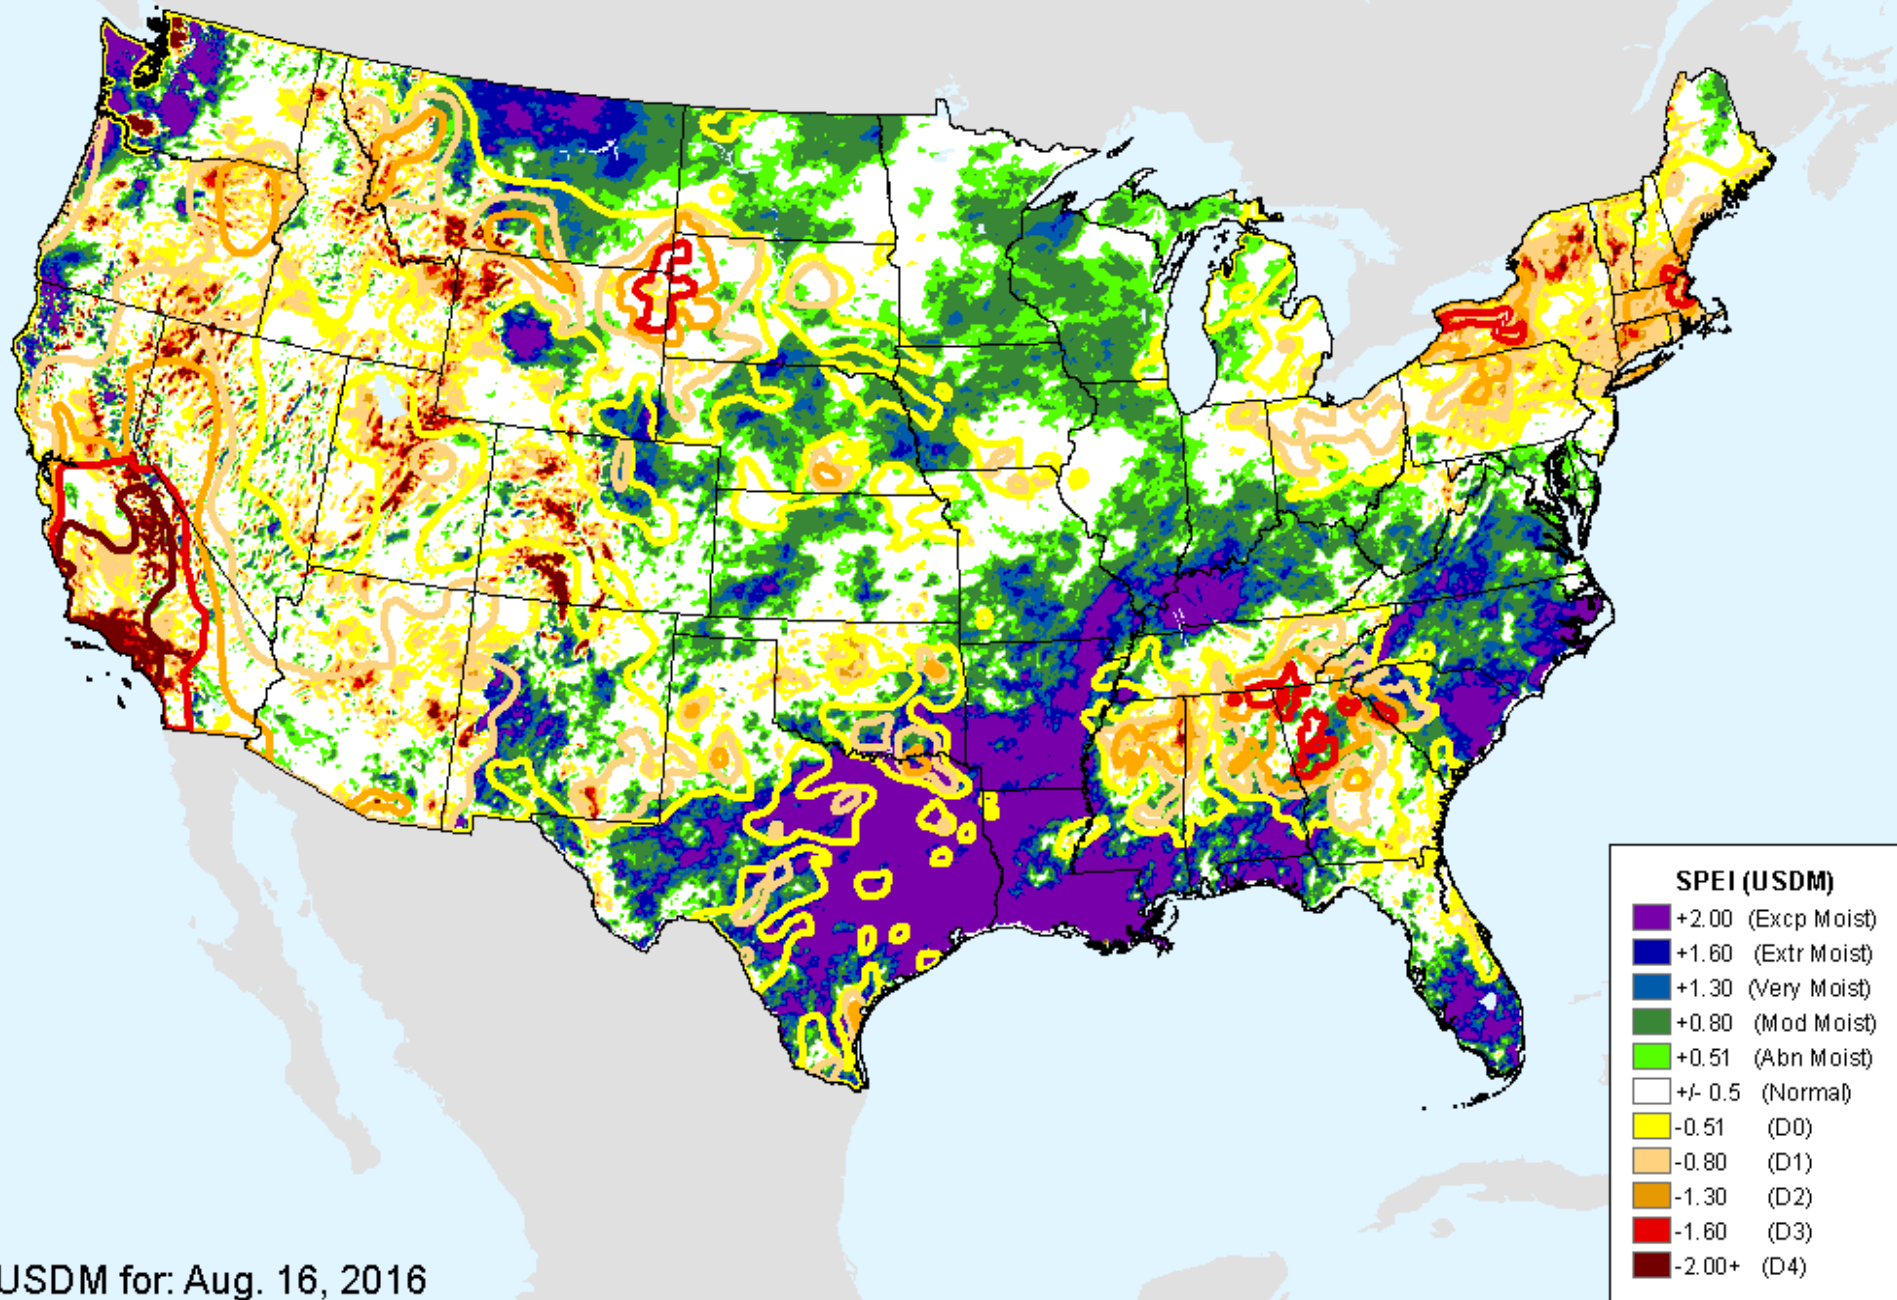 SPEI (USDM)
+2.00 (Excp Moist)
+1.60 (Extr Moist)
+1.30 (Very Moist)
+0.80 (Mod Moist)
+0.51 (Abn Moist)
+/- 0.5 (Normal)
-0.51 (D0)
-0.80 (D1)
-1.30 (D2)
-1.60 (D3)
-2.00+ (D4)
USDM for: Aug. 16, 2016